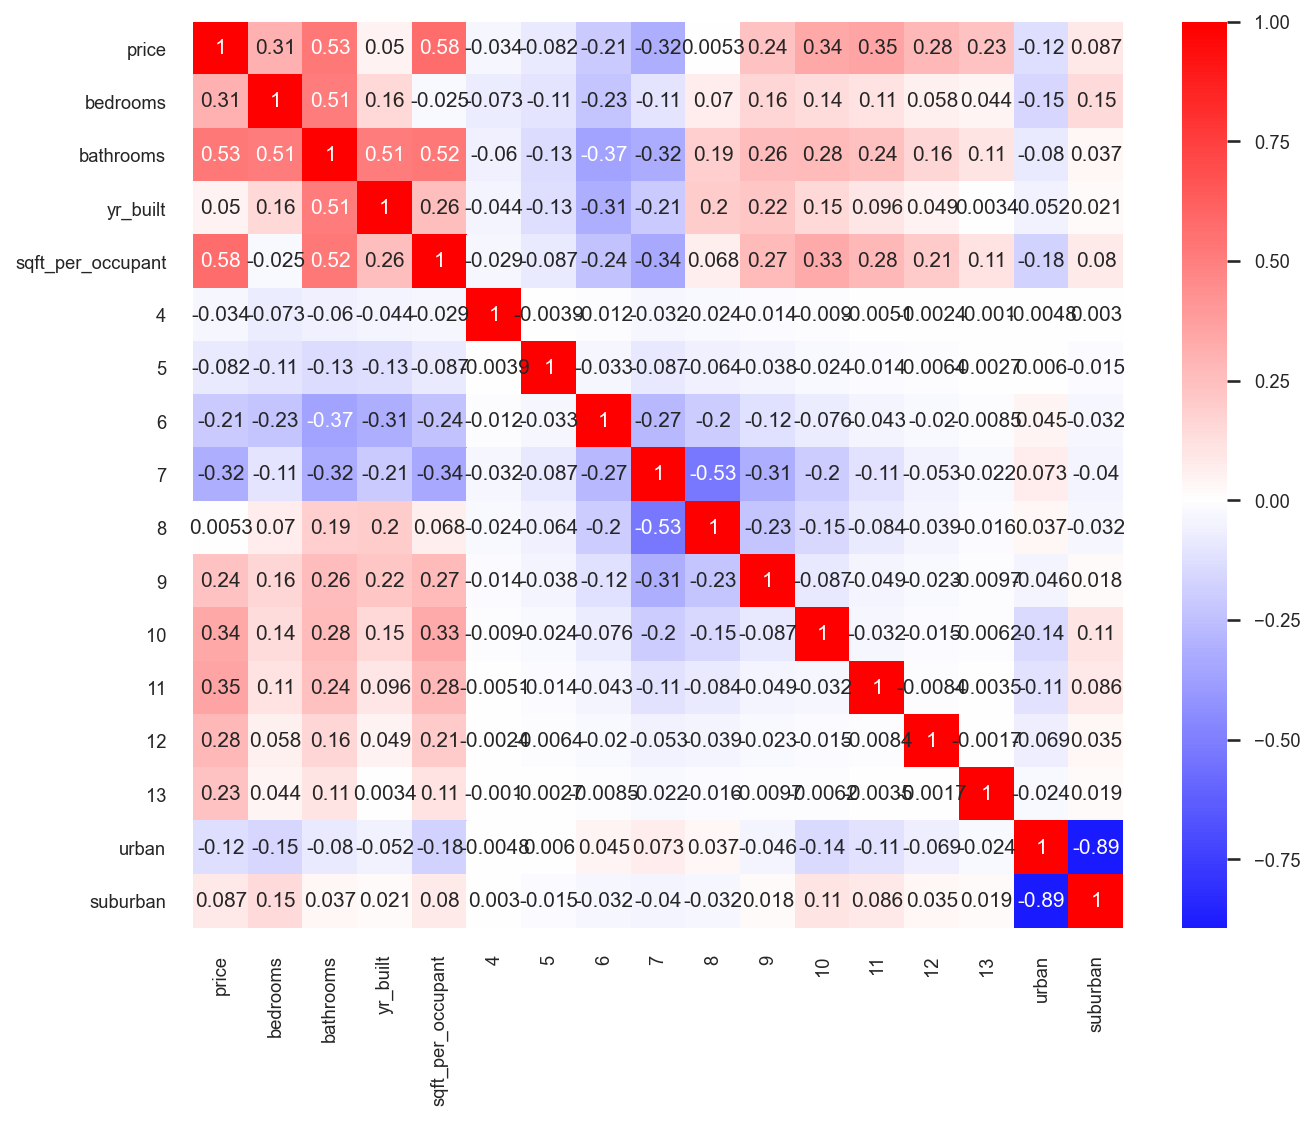 price 1 0.31 0.53 0.05 0.58 -0.034 -0.082 -0.21 -0.32 0.0053 0.24 0.34 0.35 0.28 0.23 -0.12 0.087
bedrooms 0.31 1 0.51 0.16 -0.025 -0.073 -0.11 -0.23 -0.11 0.07 0.16 0.14 0.11 0.058 0.044 -0.15 0.15
bathrooms 0.53 0.51 1 0.51 0.52 -0.06 -0.13 -0.37 -0.32 0.19 0.26 0.28 0.24 0.16 0.11 -0.08 0.037
yr_built 0.05 0.16 0.51 1 0.26 -0.044 -0.13 -0.31 -0.21 0.2 0.22 0.15 0.096 0.049 0.0034 -0.052 0.021
sqft_per_occupant 0.58 -0.025 0.52 0.26 1 -0.029 -0.087 -0.24 -0.34 0.068 0.27 0.33 0.28 0.21 0.11 -0.18 0.08
4 -0.034 -0.073 -0.06 -0.044 -0.029 1 -0.0039 -0.012 -0.032 -0.024 -0.014 -0.009 -0.0051 -0.0024 -0.001 0.0048 0.003
5 -0.082 -0.11 -0.13 -0.13 -0.087 -0.0039 1 -0.033 -0.087 -0.064 -0.038 -0.024 -0.014 -0.0064 -0.0027 0.006 -0.015
6 -0.21 -0.23 -0.37 -0.31 -0.24 -0.012 -0.033 1 -0.27 -0.2 -0.12 -0.076 -0.043 -0.02 -0.0085 0.045 -0.032
7 -0.32 -0.11 -0.32 -0.21 -0.34 -0.032 -0.087 -0.27 1 -0.53 -0.31 -0.2 -0.11 -0.053 -0.022 0.073 -0.04
8 0.0053 0.07 0.19 0.2 0.068 -0.024 -0.064 -0.2 -0.53 1 -0.23 -0.15 -0.084 -0.039 -0.016 0.037 -0.032
9 0.24 0.16 0.26 0.22 0.27 -0.014 -0.038 -0.12 -0.31 -0.23 1 -0.087 -0.049 -0.023 -0.0097 -0.046 0.018
10 0.34 0.14 0.28 0.15 0.33 -0.009 -0.024 -0.076 -0.2 -0.15 -0.087 1 -0.032 -0.015 -0.0062 -0.14 0.11
11 0.35 0.11 0.24 0.096 0.28 -0.0051 -0.014 -0.043 -0.11 -0.084 -0.049 -0.032 1 -0.0084 -0.0035 -0.11 0.086
12 0.28 0.058 0.16 0.049 0.21 -0.0024 -0.0064 -0.02 -0.053 -0.039 -0.023 -0.015 -0.0084 1 -0.0017 -0.069 0.035
13 0.23 0.044 0.11 0.0034 0.11 -0.001 -0.0027 -0.0085 -0.022 -0.016 -0.0097 -0.0062 -0.0035 -0.0017 1 -0.024 0.019
urban -0.12 -0.15 -0.08 -0.052 -0.18 0.0048 0.006 0.045 0.073 0.037 -0.046 -0.14 -0.11 -0.069 -0.024 1 -0.89
suburban 0.087 0.15 0.037 0.021 0.08 0.003 -0.015 -0.032 -0.04 -0.032 0.018 0.11 0.086 0.035 0.019 -0.89 1
price bedrooms bathrooms yr_built sqft_per_occupant 4 5 6 7 8 9 10 11 12 13 urban suburban
1.00
0.75
0.50
0.25
0.00
−0.25
−0.50
−0.75